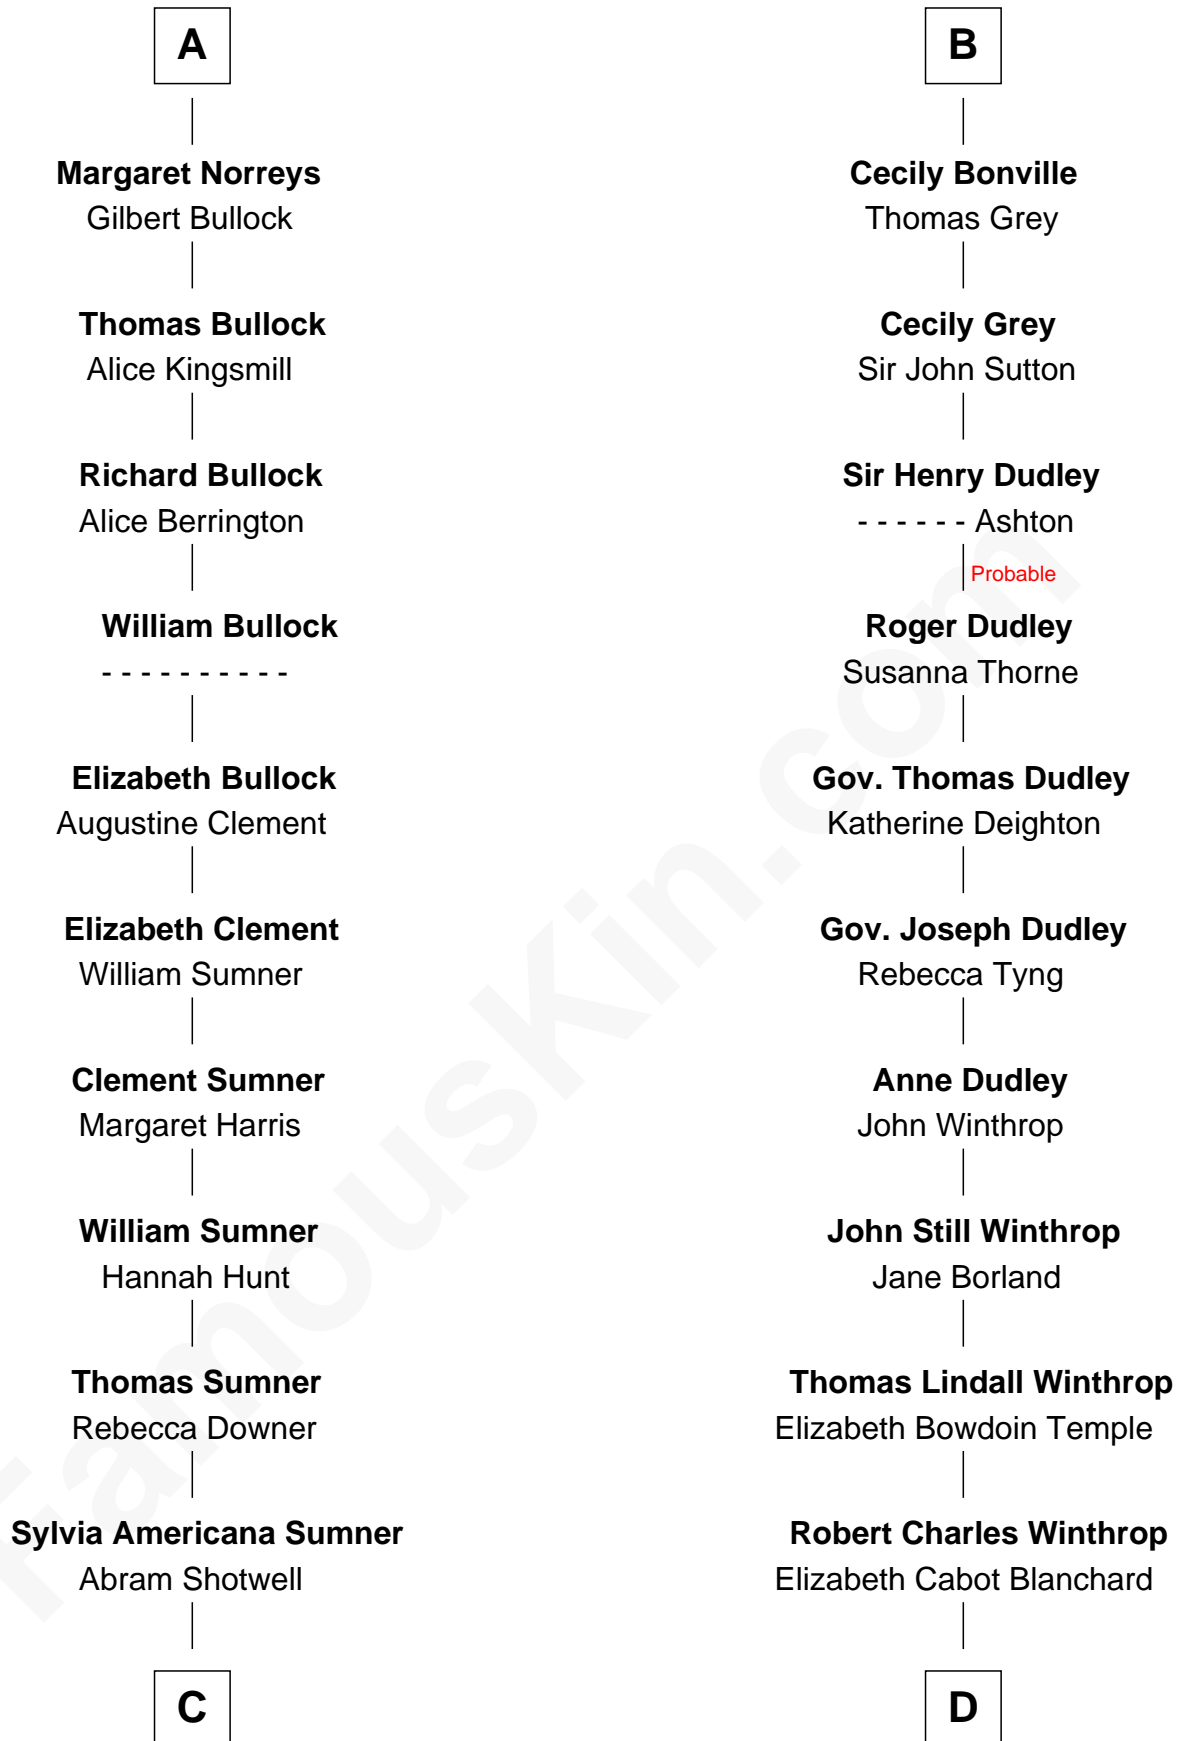 A
Margaret Norreys
Gilbert Bullock
Thomas Bullock
Alice Kingsmill
Richard Bullock
Alice Berrington
William Bullock
- - - - - - - - - -
Elizabeth Bullock
Augustine Clement
Elizabeth Clement
William Sumner
Clement Sumner
Margaret Harris
William Sumner
Hannah Hunt
Thomas Sumner
Rebecca Downer
Sylvia Americana Sumner
Abram Shotwell
C
B
Cecily Bonville
Thomas Grey
Cecily Grey
Sir John Sutton
Sir Henry Dudley
- - - - - - Ashton
Probable
Roger Dudley
Susanna Thorne
Gov. Thomas Dudley
Katherine Deighton
Gov. Joseph Dudley
Rebecca Tyng
Anne Dudley
John Winthrop
John Still Winthrop
Jane Borland
Thomas Lindall Winthrop
Elizabeth Bowdoin Temple
Robert Charles Winthrop
Elizabeth Cabot Blanchard
D
FamousKin.com